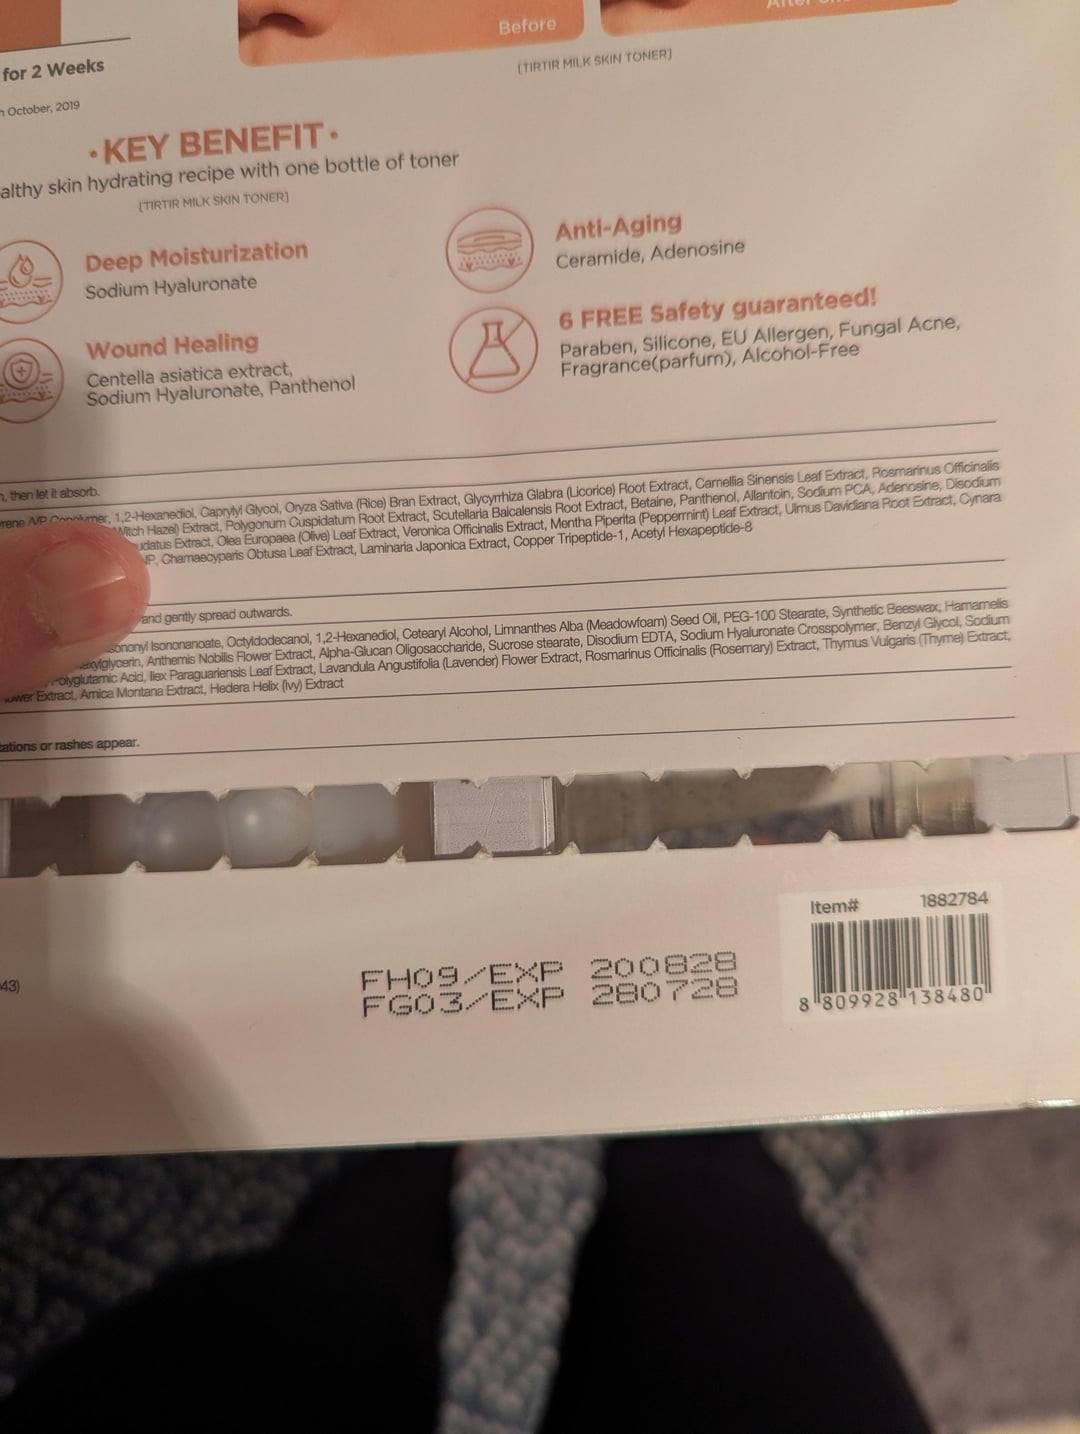 Before
[TIRTIR MILK SKIN TONER]
for 2 Weeks
October, 2019
·KEY BENEFIT·
althy skin hydrating recipe with one bottle of toner
[TIRTIR MILK SKIN TONER]
Deep Moisturization
Sodium Hyaluronate
Anti-Aging
Ceramide, Adenosine
Wound Healing
Centella asiatica extract,
Sodium Hyaluronate, Panthenol
6 FREE Safety guaranteed!
Paraben, Silicone, EU Allergen, Fungal Acne,
Fragrance(parfum), Alcohol-Free
, then let it absorb.
1,2-Hexanediol, Caprylyl Glycol, Oryza Sativa (Rice) Bran Extract, Glycyrrhiza Glabra (Licorice) Root Extract, Camellia Sinensis Leaf Extract, Rosmarinus Officinalis
Witch Hazel) Extract, Polygonum Cuspidatum Root Extract, Scutellaria Baicalensis Root Extract, Betaine, Panthenol, Allantoin, Sodium PCA, Adenosine, Disodium
Extract, Olea Europaea (Olive) Leaf Extract, Veronica Officinalis Extract, Mentha Piperita (Peppermint) Leaf Extract, Ulmus Davidiana Root Extract, Cynara
Chamaecyparis Obtusa Leaf Extract, Laminaria Japonica Extract, Copper Tripeptide-1, Acetyl Hexapeptide-8
and gently spread outwards.
Isononanoate, Octyldodecanol, 1,2-Hexanediol, Cetearyl Alcohol, Limnanthes Alba (Meadowfoam) Seed Oil, PEG-100 Stearate, Synthetic Beeswax, Hamamelis
Anthemis Nobilis Flower Extract, Alpha-Glucan Oligosaccharide, Sucrose stearate, Disodium EDTA, Sodium Hyaluronate Crosspolymer, Benzyl Glycol, Sodium
Polyglutamic Acid, Ilex Paraguariensis Leaf Extract, Lavandula Angustifolia (Lavender) Flower Extract, Rosmarinus Officinalis (Rosemary) Extract, Thymus Vulgaris (Thyme) Extract,
Extract, Arnica Montana Extract, Hedera Helix (Ivy) Extract
tations or rashes appear.
Item# 1882784
43)
FH09/EXP 200828
FG03/EXP 280728
8 809928 138480